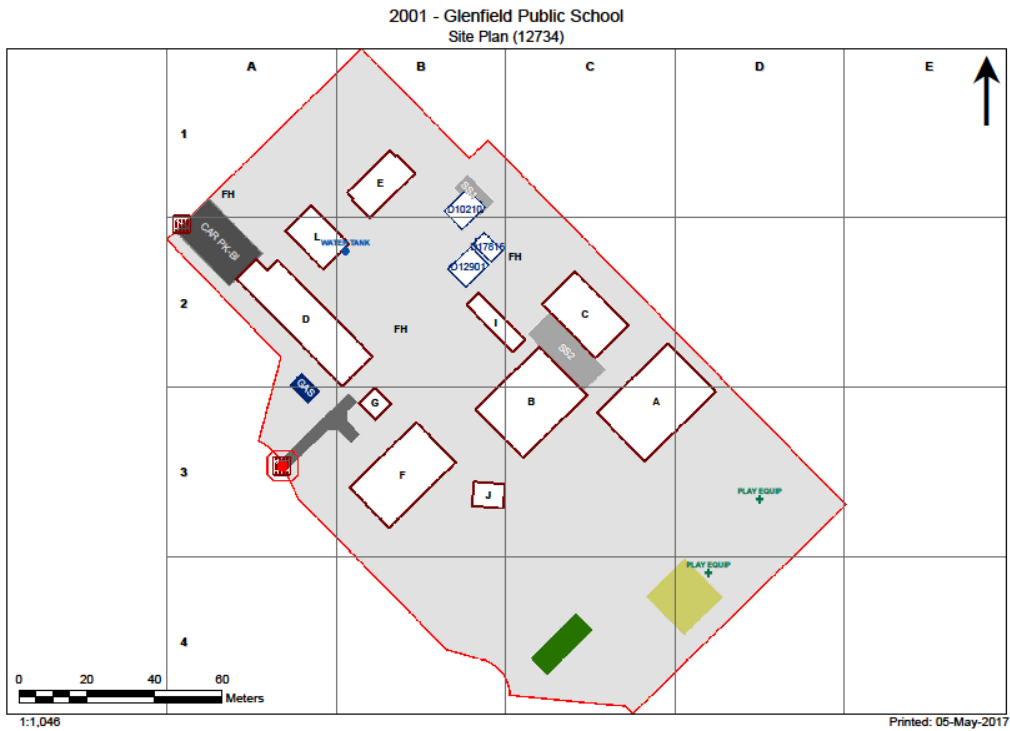 2001 - Glenfield Public School
Site Plan (12734)
A B C D E
1
E
SS1
FH
D10210
CAR PK-BI
L
WATER TANK
D17815
FH
D12901
2
C
D
I
FH
SS2
GAS
G
B
A
3
F
J
PLAY EQUIP
PLAY EQUIP
4
0 20 40 60
Meters
1:1,046
Printed: 05-May-2017